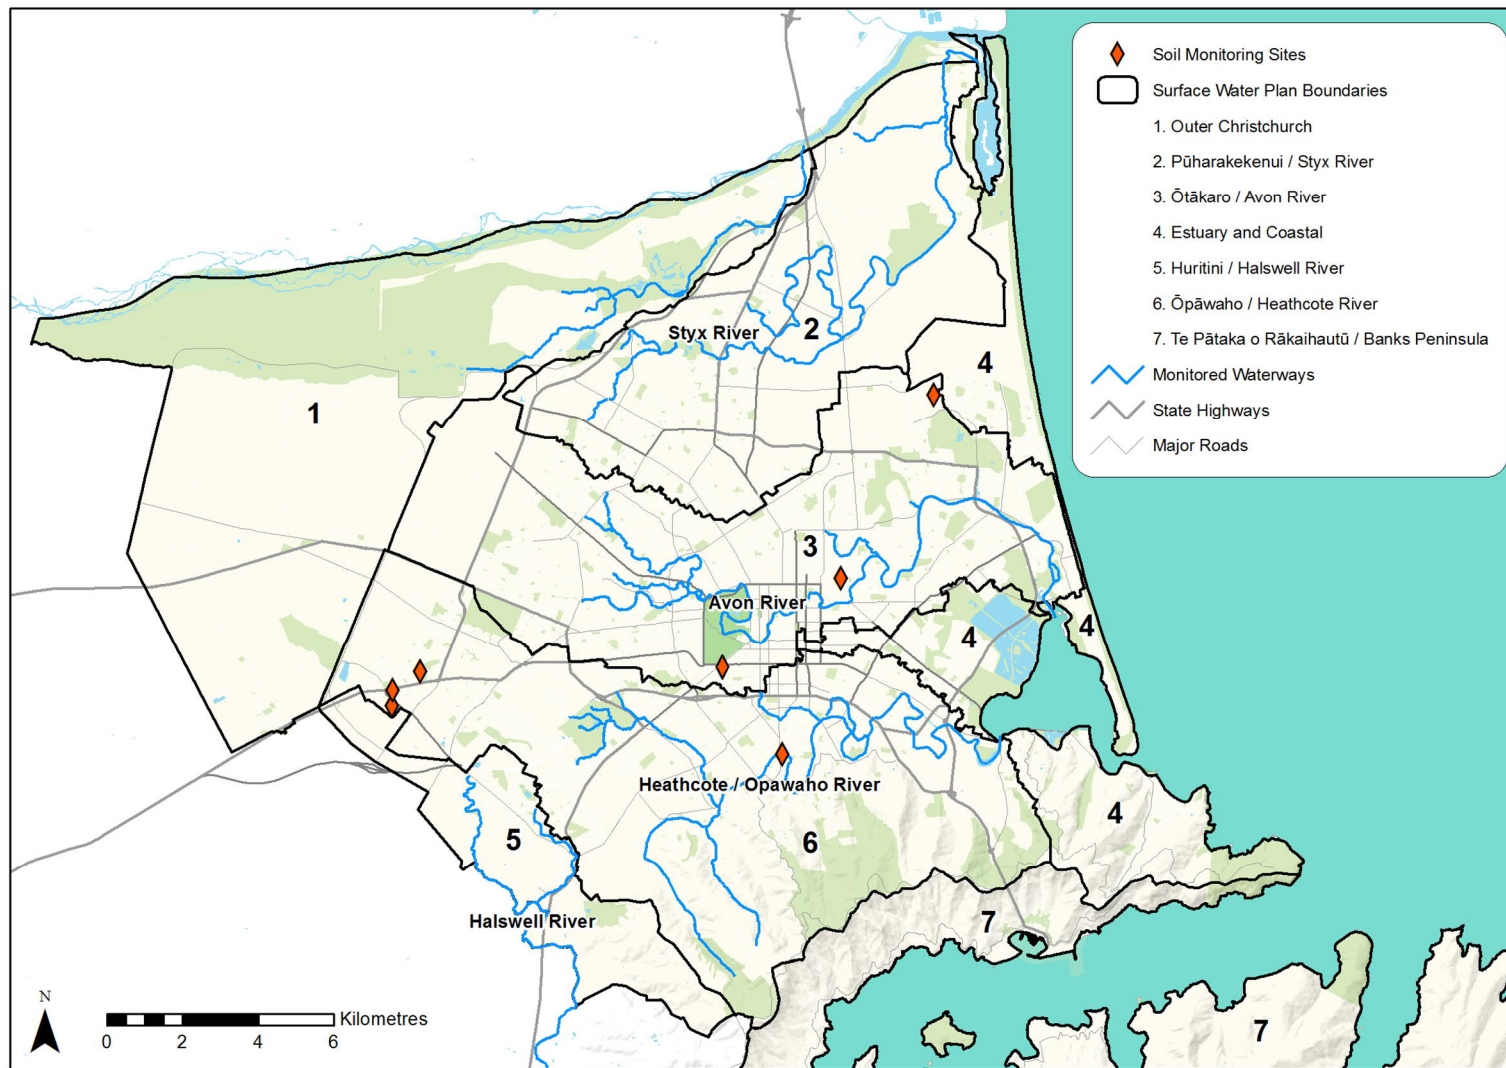 Soil Monitoring Sites
Surface Water Plan Boundaries
1. Outer Christchurch
2. Pūharakekenui / Styx River
3. Ōtākaro / Avon River
4. Estuary and Coastal
5. Huritini / Halswell River
6. Ōpāwaho / Heathcote River
7. Te Pātaka o Rākaihautū / Banks Peninsula
Monitored Waterways
State Highways
Major Roads
Styx River
2
4
1
3
Avon River
4
4
Heathcote / Opawaho River
4
5
6
Halswell River
7
7
N
Kilometres
0 2 4 6